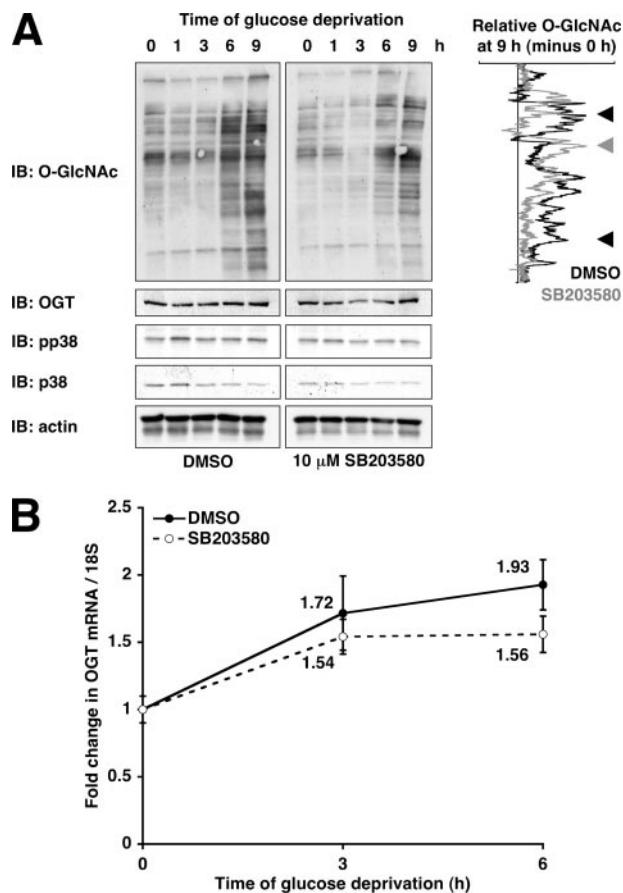 A
Time of glucose deprivation
0 1 3 6 9 0 1 3 6 9 h
Relative O-GlcNAc
at 9 h (minus 0 h)
IB: O-GlcNAc
DMSO
SB203580
IB: OGT
IB: pp38
IB: p38
IB: actin
DMSO
10 μM SB203580
B
Fold change in OGT mRNA / 18S
2.5
2
1.5
1
0.5
0
DMSO
SB203580
1.72
1.93
1.54
1.56
0 3 6
Time of glucose deprivation (h)